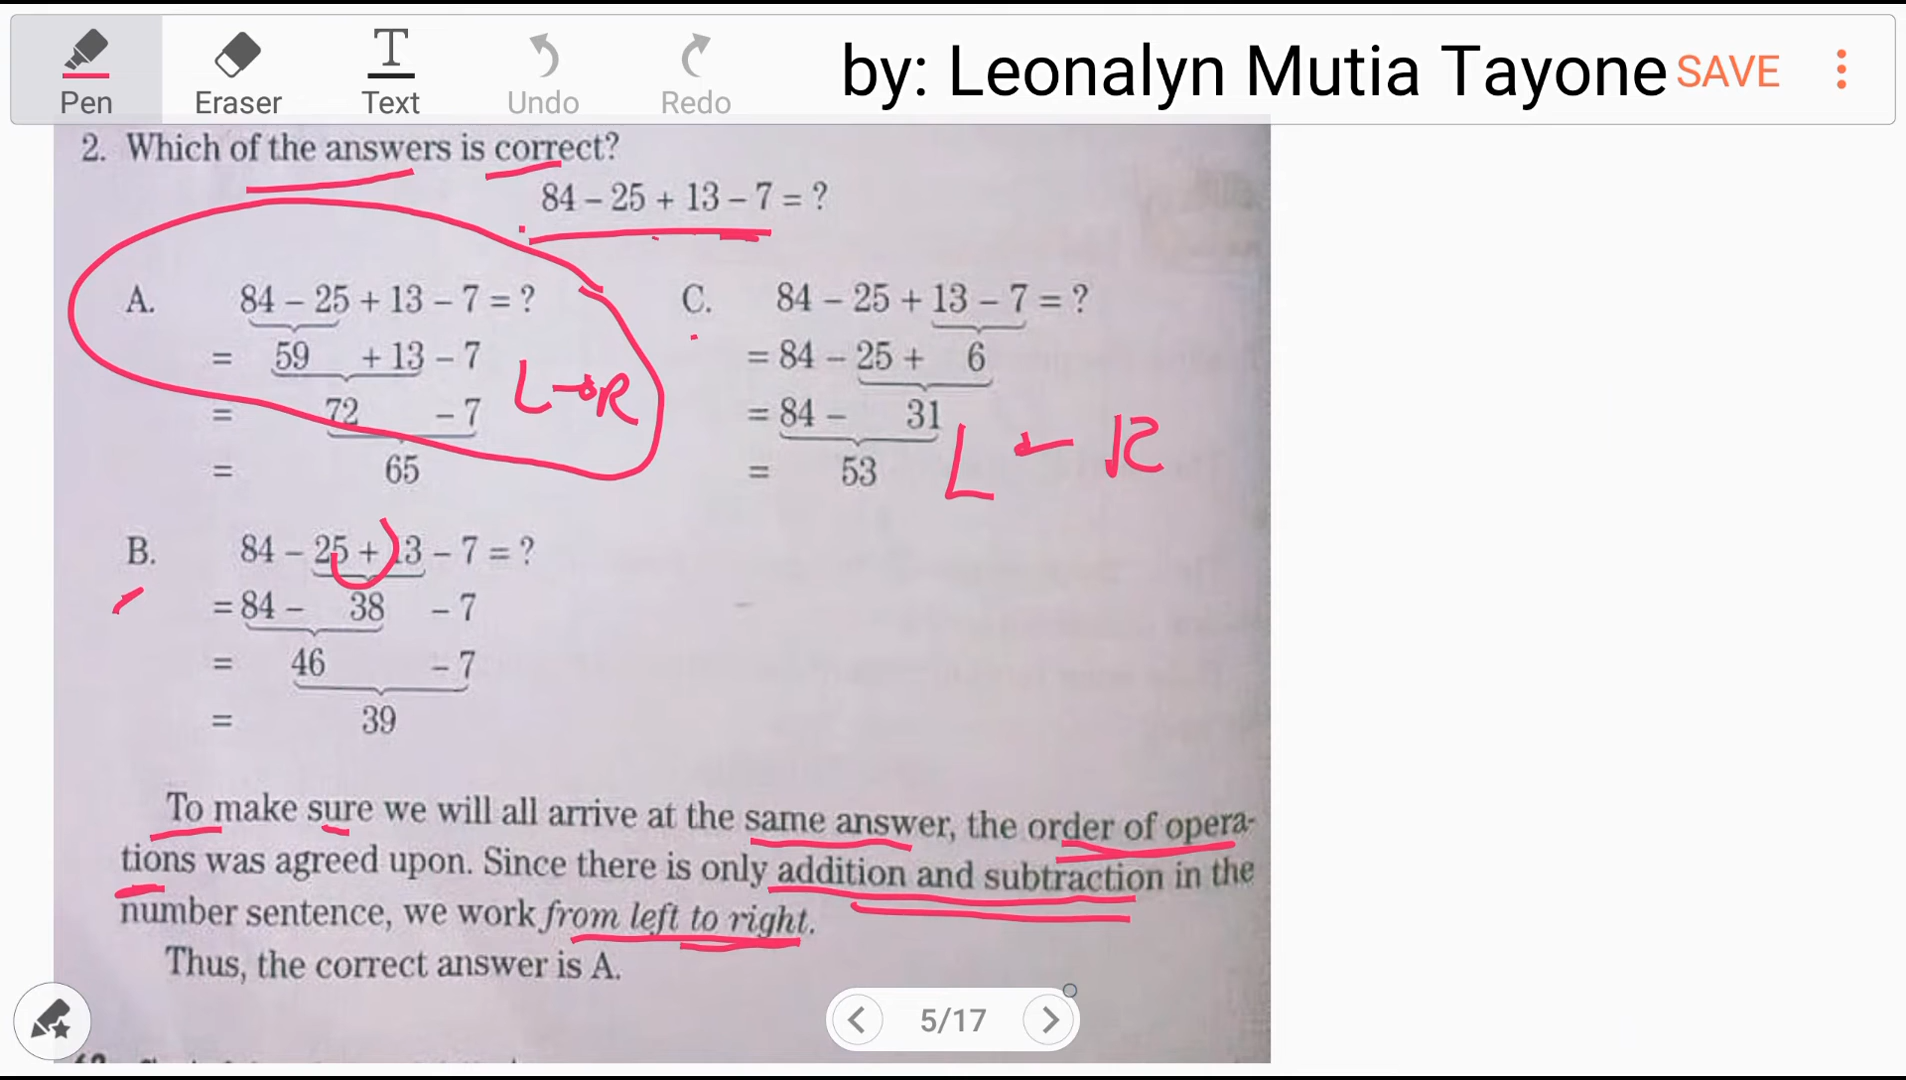 Pen
Eraser
Text
Undo
Redo
by: Leonalyn Mutia Tayone
SAVE
2. Which of the answers is correct?
84 – 25 + 13 – 7 = ?
A. 84 – 25 + 13 – 7 = ?
= 59 + 13 – 7
= 72 – 7
= 65
L→R
C. 84 – 25 + 13 – 7 = ?
= 84 – 25 + 6
= 84 – 31
= 53
L ← R
B. 84 – 25 + 13 – 7 = ?
= 84 – 38 – 7
= 46 – 7
= 39
To make sure we will all arrive at the same answer, the order of opera-
tions was agreed upon. Since there is only addition and subtraction in the
number sentence, we work from left to right.
Thus, the correct answer is A.
5/17